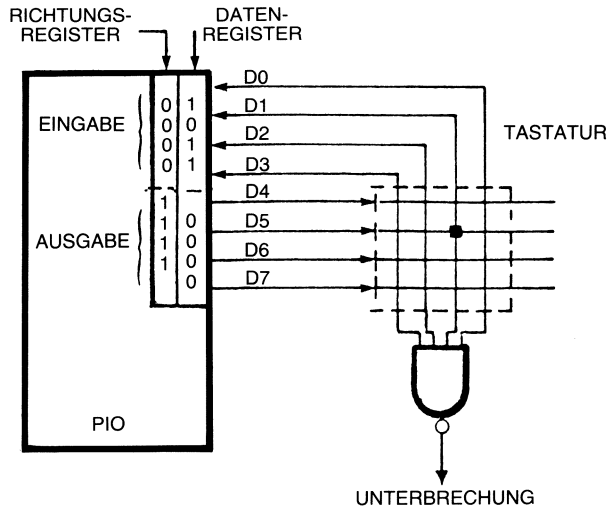 RICHTUNGS-
REGISTER
DATEN-
REGISTER
EINGABE
0 1
0 0
0 1
0 1
AUSGABE
1
1 0
1 0
1 0
0
PIO
D0
D1
D2
D3
D4
D5
D6
D7
TASTATUR
UNTERBRECHUNG